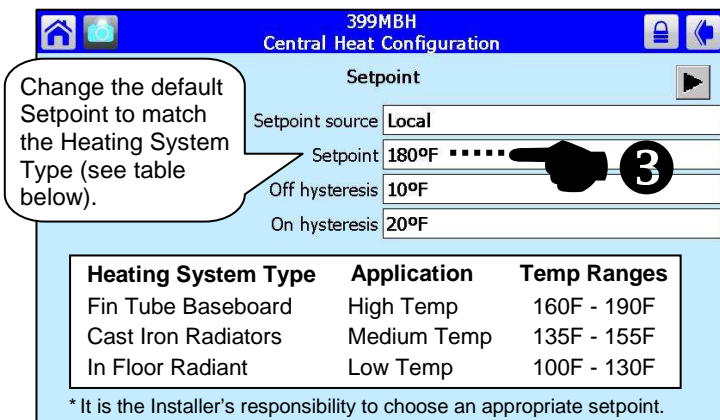 399MBH
Central Heat Configuration
Setpoint
Change the default
Setpoint to match
the Heating System
Type (see table
below).
Setpoint source Local
Setpoint 180ºF
3
Off hysteresis 10ºF
On hysteresis 20ºF
Heating System Type Application Temp Ranges
Fin Tube Baseboard High Temp 160F - 190F
Cast Iron Radiators Medium Temp 135F - 155F
In Floor Radiant Low Temp 100F - 130F
* It is the Installer's responsibility to choose an appropriate setpoint.